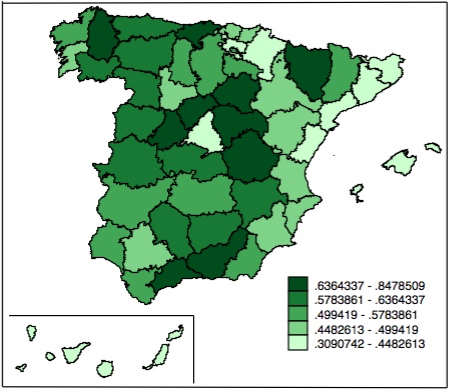 .6364337 - .8478509
.5783861 - .6364337
.499419 - .5783861
.4482613 - .499419
.3090742 - .4482613